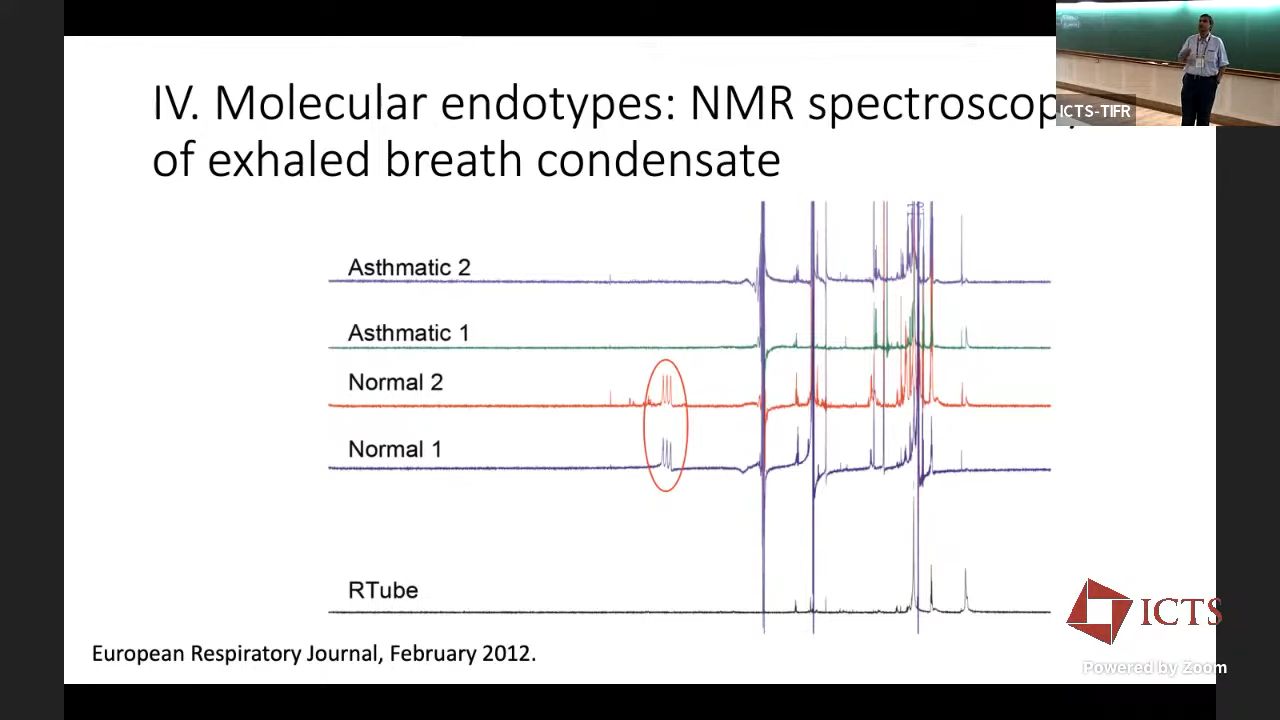 IV. Molecular endotypes: NMR spectroscopy
of exhaled breath condensate
ICTS-TIFR
Asthmatic 2
Asthmatic 1
Normal 2
Normal 1
RTube
European Respiratory Journal, February 2012.
ICTS
Powered by Zoom